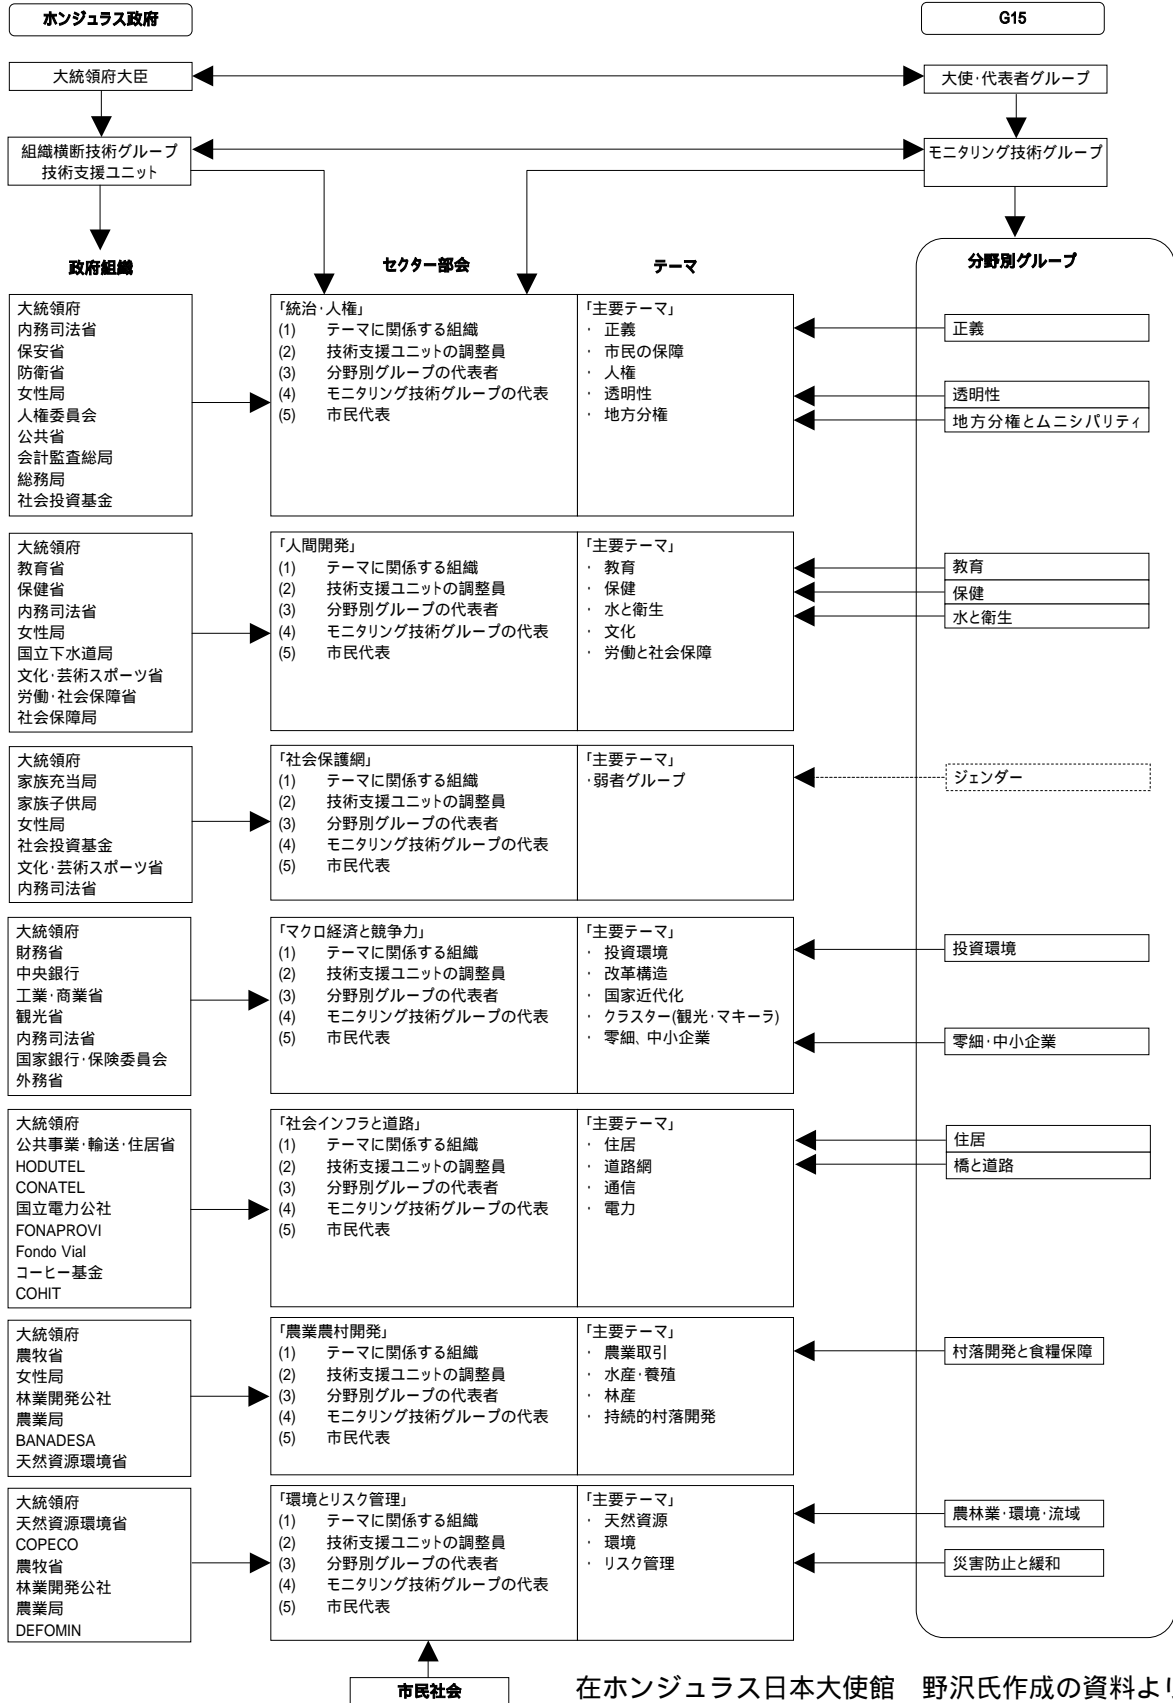 ホンジュラス政府
G15
大統領府大臣
大使・代表者グループ
組織横断技術グループ
技術支援ユニット
モニタリング技術グループ
政府組織
セクター部会
テーマ
分野別グループ
大統領府
内務司法省
保安省
防衛省
女性局
人権委員会
公共省
会計監査総局
総務局
社会投資基金
「統治・人権」
(1) テーマに関係する組織
(2) 技術支援ユニットの調整員
(3) 分野別グループの代表者
(4) モニタリング技術グループの代表
(5) 市民代表
「主要テーマ」
・ 正義
・ 市民の保障
・ 人権
・ 透明性
・ 地方分権
正義
透明性
地方分権とムニシパリティ
大統領府
教育省
保健省
内務司法省
女性局
国立下水道局
文化・芸術スポーツ省
労働・社会保障省
社会保障局
「人間開発」
(1) テーマに関係する組織
(2) 技術支援ユニットの調整員
(3) 分野別グループの代表者
(4) モニタリング技術グループの代表
(5) 市民代表
「主要テーマ」
・ 教育
・ 保健
・ 水と衛生
・ 文化
・ 労働と社会保障
教育
保健
水と衛生
大統領府
家族充当局
家族子供局
女性局
社会投資基金
文化・芸術スポーツ省
内務司法省
「社会保護網」
(1) テーマに関係する組織
(2) 技術支援ユニットの調整員
(3) 分野別グループの代表者
(4) モニタリング技術グループの代表
(5) 市民代表
「主要テーマ」
・弱者グループ
ジェンダー
大統領府
財務省
中央銀行
工業・商業省
観光省
内務司法省
国家銀行・保険委員会
外務省
「マクロ経済と競争力」
(1) テーマに関係する組織
(2) 技術支援ユニットの調整員
(3) 分野別グループの代表者
(4) モニタリング技術グループの代表
(5) 市民代表
「主要テーマ」
・ 投資環境
・ 改革構造
・ 国家近代化
・ クラスター(観光・マキーラ)
・ 零細、中小企業
投資環境
零細・中小企業
大統領府
公共事業・輸送・住居省
HODUTEL
CONATEL
国立電力公社
FONAPROVI
Fondo Vial
コーヒー基金
COHIT
「社会インフラと道路」
(1) テーマに関係する組織
(2) 技術支援ユニットの調整員
(3) 分野別グループの代表者
(4) モニタリング技術グループの代表
(5) 市民代表
「主要テーマ」
・ 住居
・ 道路網
・ 通信
・ 電力
住居
橋と道路
大統領府
農牧省
女性局
林業開発公社
農業局
BANADESA
天然資源環境省
「農業農村開発」
(1) テーマに関係する組織
(2) 技術支援ユニットの調整員
(3) 分野別グループの代表者
(4) モニタリング技術グループの代表
(5) 市民代表
「主要テーマ」
・ 農業取引
・ 水産・養殖
・ 林産
・ 持続的村落開発
村落開発と食糧保障
大統領府
天然資源環境省
COPECO
農牧省
林業開発公社
農業局
DEFOMIN
「環境とリスク管理」
(1) テーマに関係する組織
(2) 技術支援ユニットの調整員
(3) 分野別グループの代表者
(4) モニタリング技術グループの代表
(5) 市民代表
「主要テーマ」
・ 天然資源
・ 環境
・ リスク管理
農林業・環境・流域
災害防止と緩和
市民社会
在ホンジュラス日本大使館 野沢氏作成の資料より